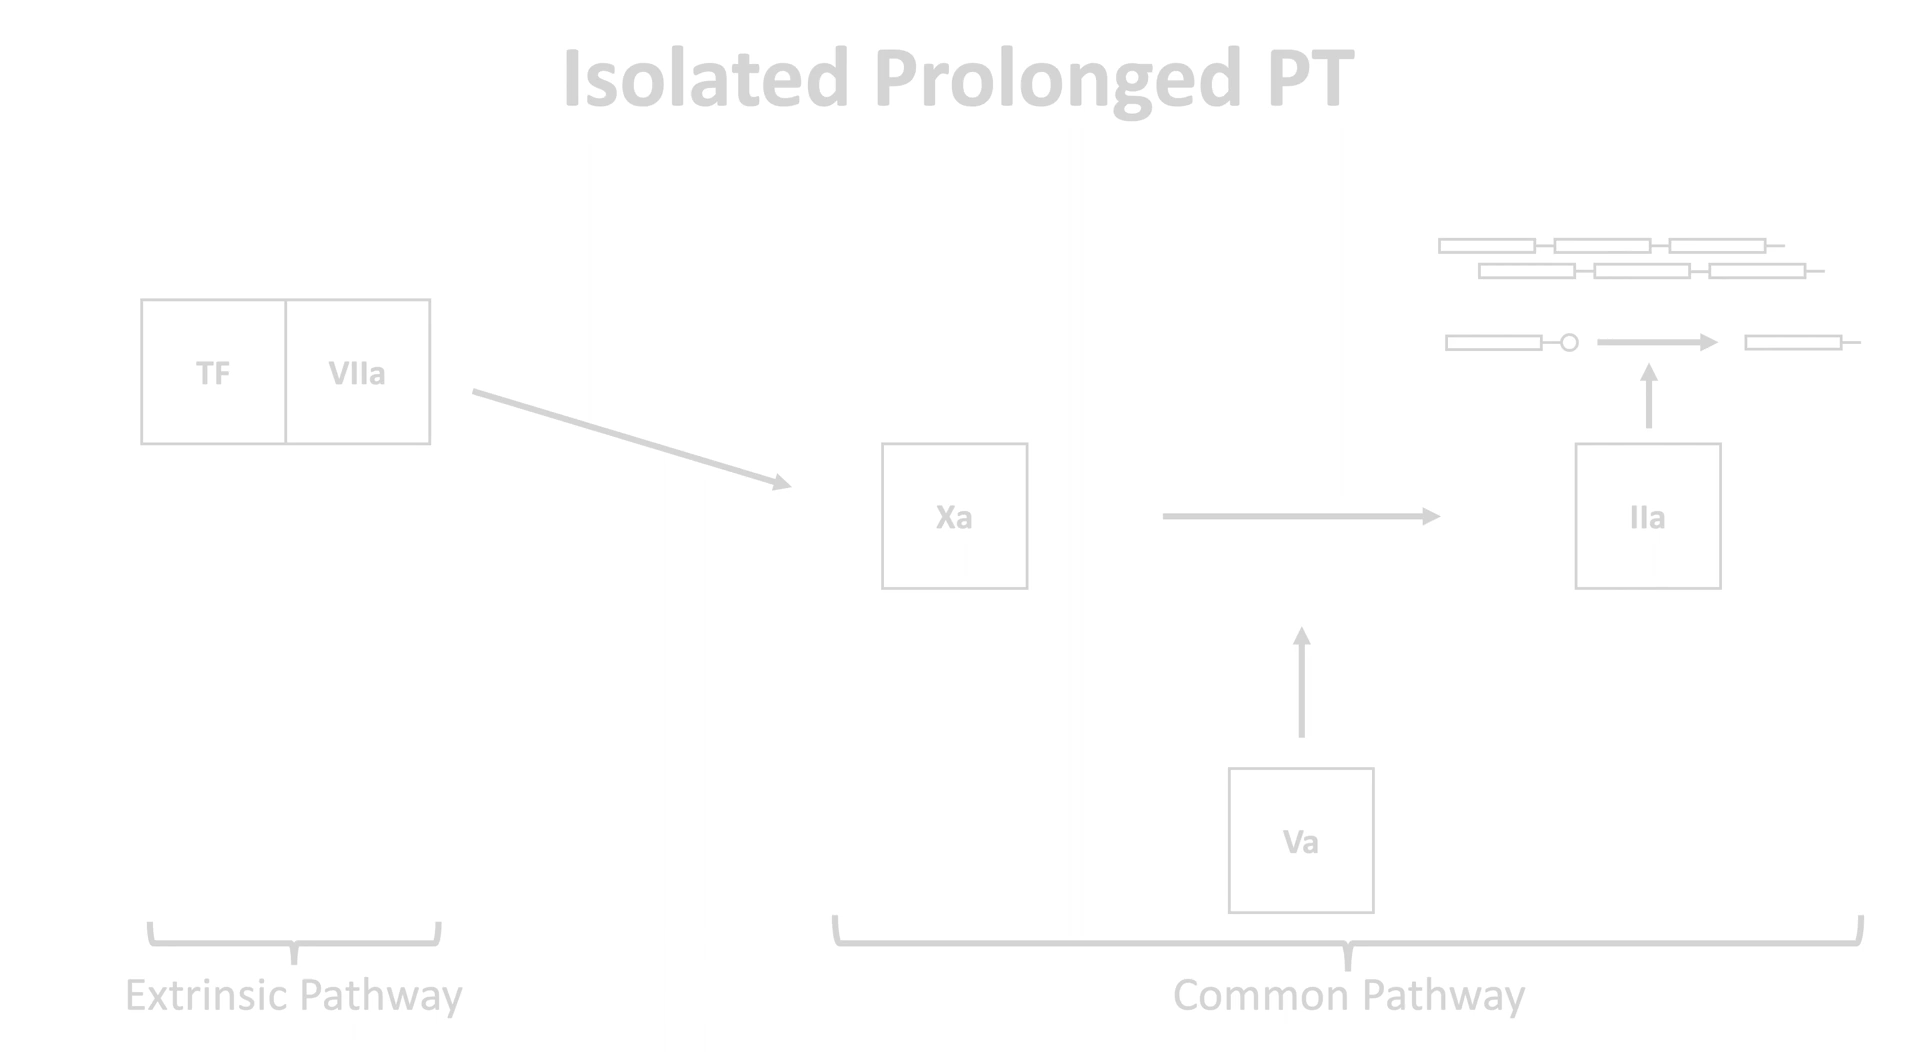 Isolated Prolonged PT
TF
VIIa
Xa
IIa
Va
Extrinsic Pathway
Common Pathway